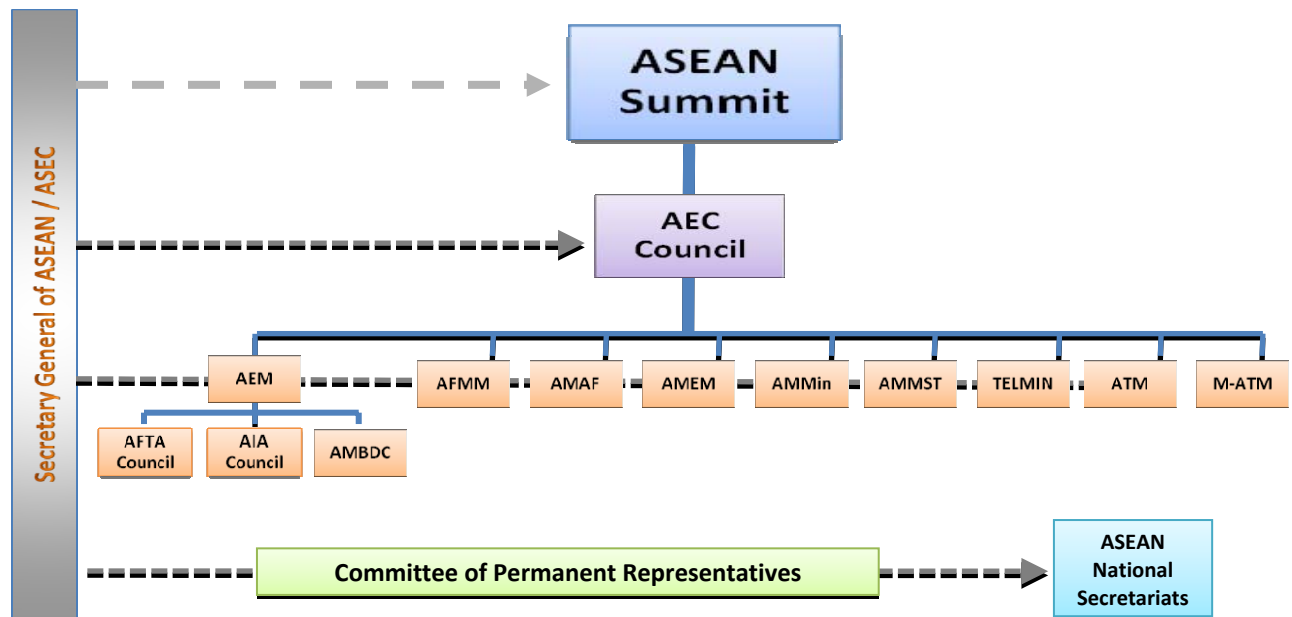 Secretary General of ASEAN / ASEC
ASEAN
Summit
AEC
Council
AEM
AFMM
AMAF
AMEM
AMMin
AMMST
TELMIN
ATM
M-ATM
AFTA
Council
AIA
Council
AMBDC
Committee of Permanent Representatives
ASEAN
National
Secretariats